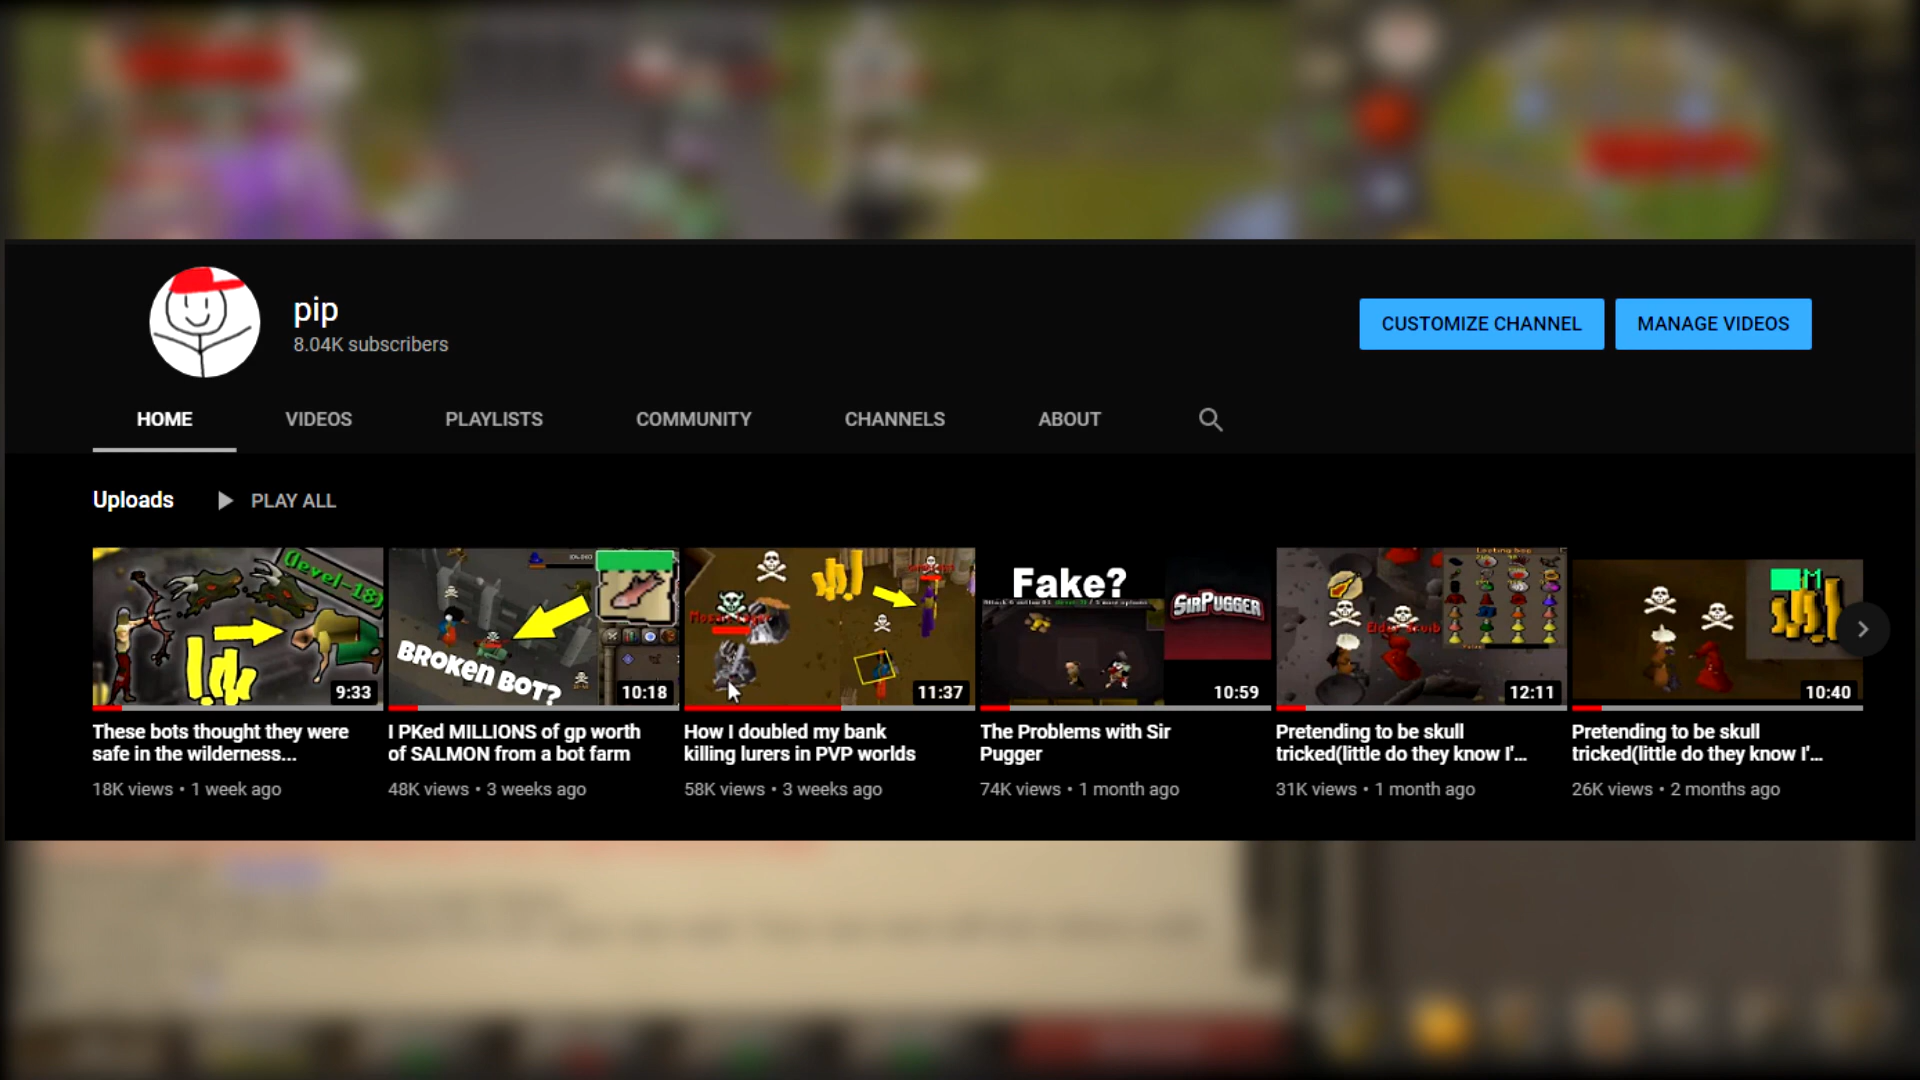 pip
8.04K subscribers
CUSTOMIZE CHANNEL
MANAGE VIDEOS
HOME
VIDEOS
PLAYLISTS
COMMUNITY
CHANNELS
ABOUT
Uploads
PLAY ALL
(level-18)
9:33
BROKEN BOT?
10:18
11:37
Fake?
SIRPUGGER
10:59
12:11
M
10:40
These bots thought they were
safe in the wilderness...
18K views • 1 week ago
I PKed MILLIONS of gp worth
of SALMON from a bot farm
48K views • 3 weeks ago
How I doubled my bank
killing lurers in PVP worlds
58K views • 3 weeks ago
The Problems with Sir
Pugger
74K views • 1 month ago
Pretending to be skull
tricked(little do they know I'...
31K views • 1 month ago
Pretending to be skull
tricked(little do they know I'...
26K views • 2 months ago